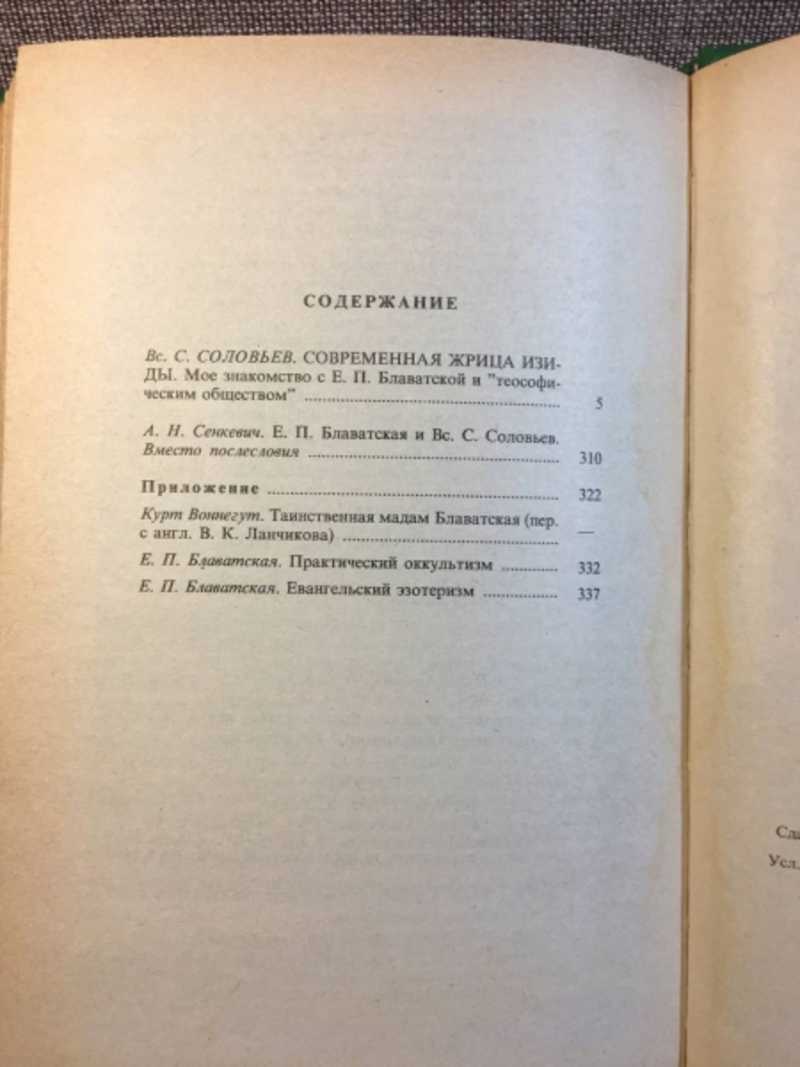 СОДЕРЖАНИЕ
Вс. С. СОЛОВЬЕВ. СОВРЕМЕННАЯ ЖРИЦА ИЗИ-
ДЫ. Мое знакомство с Е. П. Блаватской и "теософи-
ческим обществом" ........................................ 5
А. Н. Сенкевич. Е. П. Блаватская и Вс. С. Соловьев.
Вместо послесловия ........................................ 310
Приложение ........................................ 322
Курт Воннегут. Таинственная мадам Блаватская (пер.
с англ. В. К. Ланчикова) ........................................ —
Е. П. Блаватская. Практический оккультизм ............... 332
Е. П. Блаватская. Евангельский эзотеризм .................. 337
Усл.